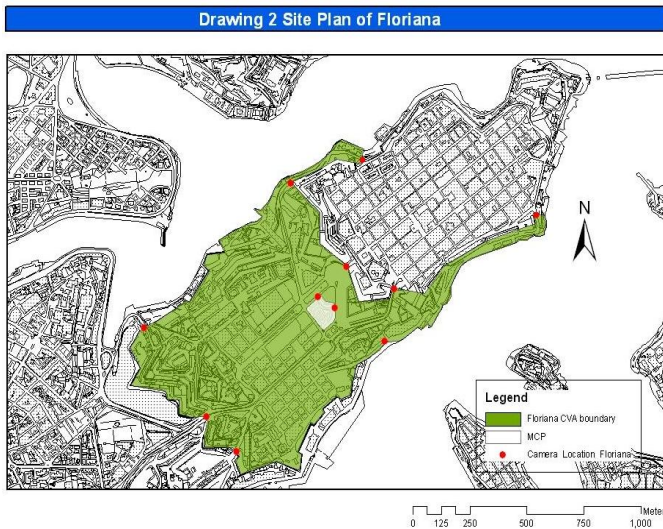 Drawing 2 Site Plan of Floriana
N
Legend
Floriana CVA boundary
MCP
Camera Location Floriana
0 125 250 500 750 1,000